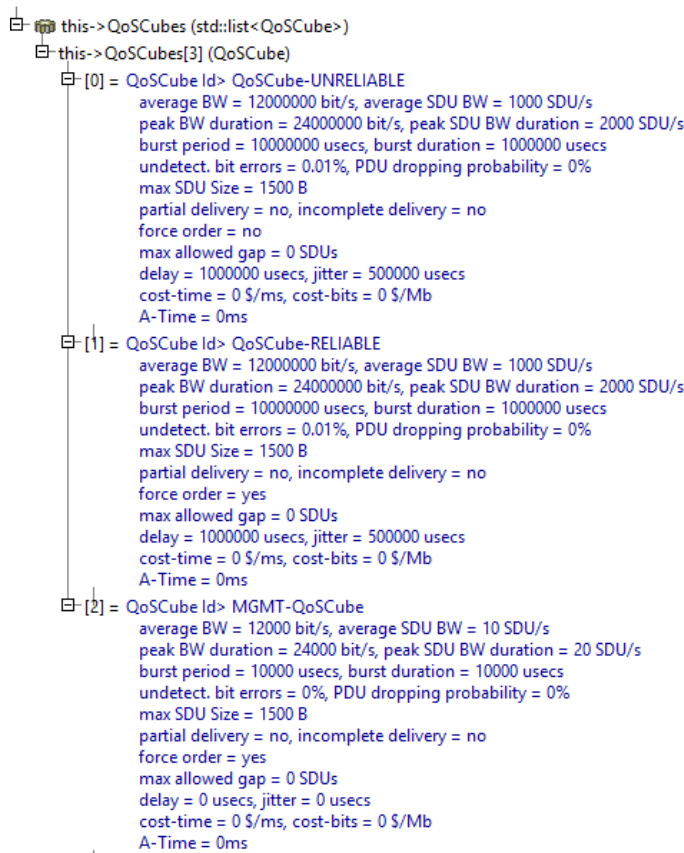 this->QoSCubes (std::list<QoSCube>)
this->QoSCubes[3] (QoSCube)
[0] = QoSCube Id> QoSCube-UNRELIABLE
average BW = 12000000 bit/s, average SDU BW = 1000 SDU/s
peak BW duration = 24000000 bit/s, peak SDU BW duration = 2000 SDU/s
burst period = 10000000 usecs, burst duration = 1000000 usecs
undetect. bit errors = 0.01%, PDU dropping probability = 0%
max SDU Size = 1500 B
partial delivery = no, incomplete delivery = no
force order = no
max allowed gap = 0 SDUs
delay = 1000000 usecs, jitter = 500000 usecs
cost-time = 0 $/ms, cost-bits = 0 $/Mb
A-Time = 0ms
[1] = QoSCube Id> QoSCube-RELIABLE
average BW = 12000000 bit/s, average SDU BW = 1000 SDU/s
peak BW duration = 24000000 bit/s, peak SDU BW duration = 2000 SDU/s
burst period = 10000000 usecs, burst duration = 1000000 usecs
undetect. bit errors = 0.01%, PDU dropping probability = 0%
max SDU Size = 1500 B
partial delivery = no, incomplete delivery = no
force order = yes
max allowed gap = 0 SDUs
delay = 1000000 usecs, jitter = 500000 usecs
cost-time = 0 $/ms, cost-bits = 0 $/Mb
A-Time = 0ms
[2] = QoSCube Id> MGMT-QoSCube
average BW = 12000 bit/s, average SDU BW = 10 SDU/s
peak BW duration = 24000 bit/s, peak SDU BW duration = 20 SDU/s
burst period = 10000 usecs, burst duration = 10000 usecs
undetect. bit errors = 0%, PDU dropping probability = 0%
max SDU Size = 1500 B
partial delivery = no, incomplete delivery = no
force order = yes
max allowed gap = 0 SDUs
delay = 0 usecs, jitter = 0 usecs
cost-time = 0 $/ms, cost-bits = 0 $/Mb
A-Time = 0ms